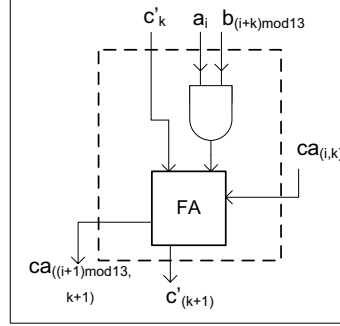 c'k ai b(i+k)mod13
ca(i,k)
FA
ca((i+1)mod13,
k+1)
c'(k+1)